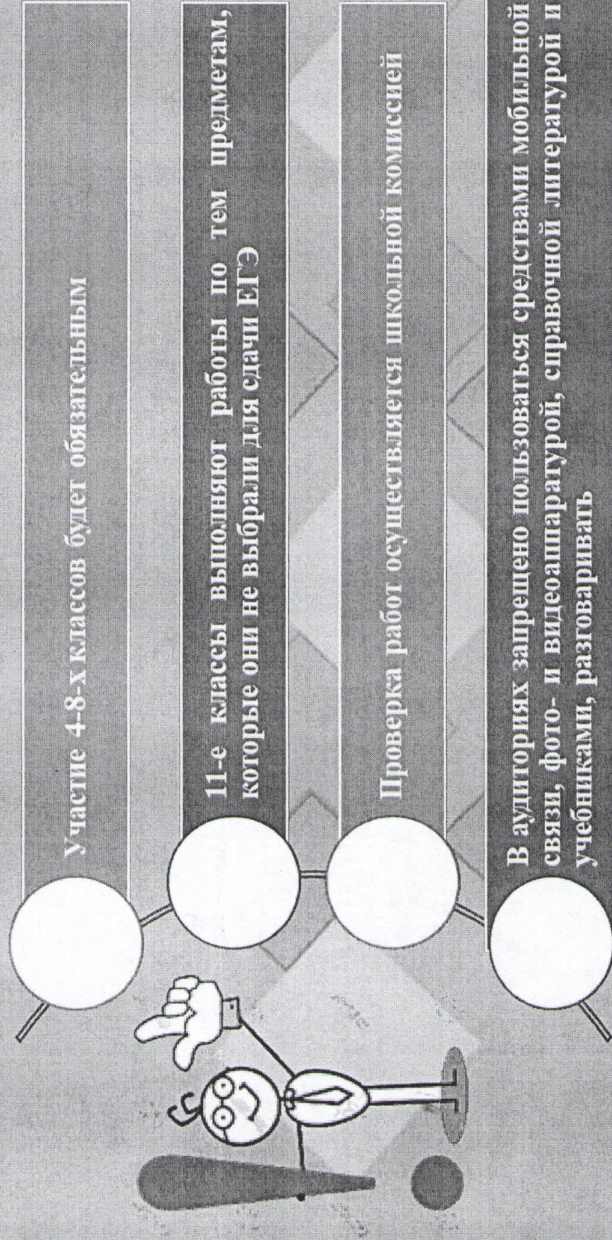 Участие 4-8-х классов будет обязательным
11-е классы выполняют работы по тем предметам,
которые они не выбрали для сдачи ЕГЭ
Проверка работ осуществляется школьной комиссией
В аудиториях запрещено пользоваться средствами мобильной
связи, фото- и видеоаппаратурой, справочной литературой и
учебниками, разговаривать